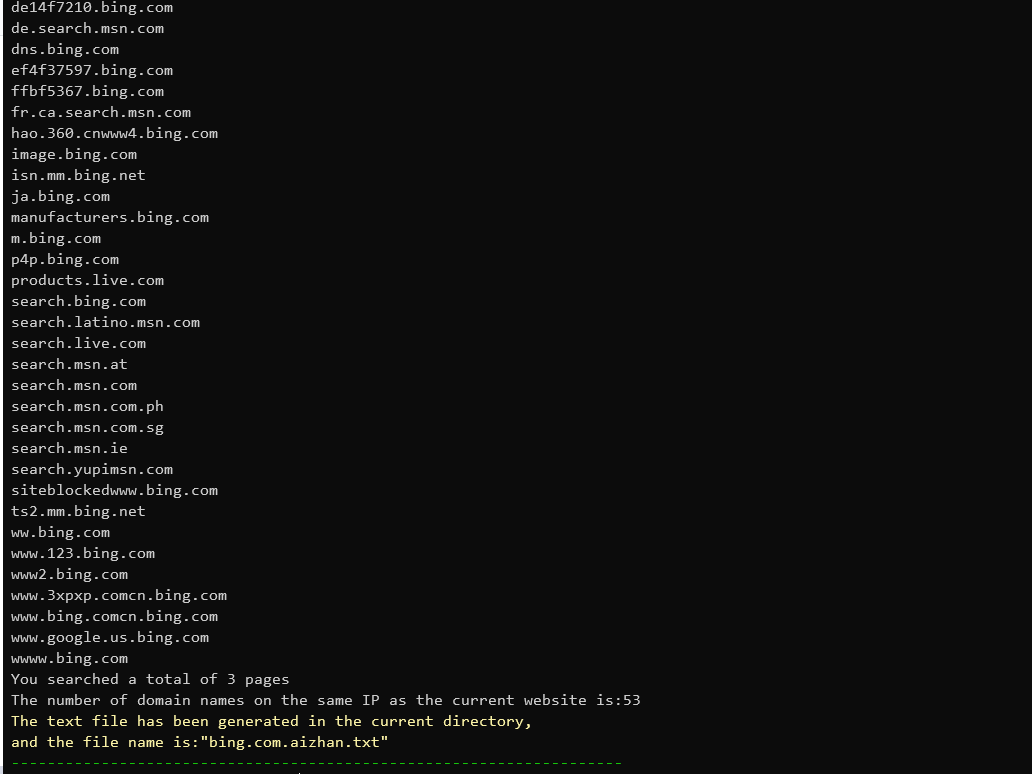 de14f7210.bing.com
de.search.msn.com
dns.bing.com
ef4f37597.bing.com
ffbf5367.bing.com
fr.ca.search.msn.com
hao.360.cnwww4.bing.com
image.bing.com
isn.mm.bing.net
ja.bing.com
manufacturers.bing.com
m.bing.com
p4p.bing.com
products.live.com
search.bing.com
search.latino.msn.com
search.live.com
search.msn.at
search.msn.com
search.msn.com.ph
search.msn.com.sg
search.msn.ie
search.yupimsn.com
siteblockedwww.bing.com
ts2.mm.bing.net
ww.bing.com
www.123.bing.com
www2.bing.com
www.3xpxp.comcn.bing.com
www.bing.comcn.bing.com
www.google.us.bing.com
wwww.bing.com
You searched a total of 3 pages
The number of domain names on the same IP as the current website is:53
The text file has been generated in the current directory,
and the file name is:"bing.com.aizhan.txt"
--------------------------------------------------------------------